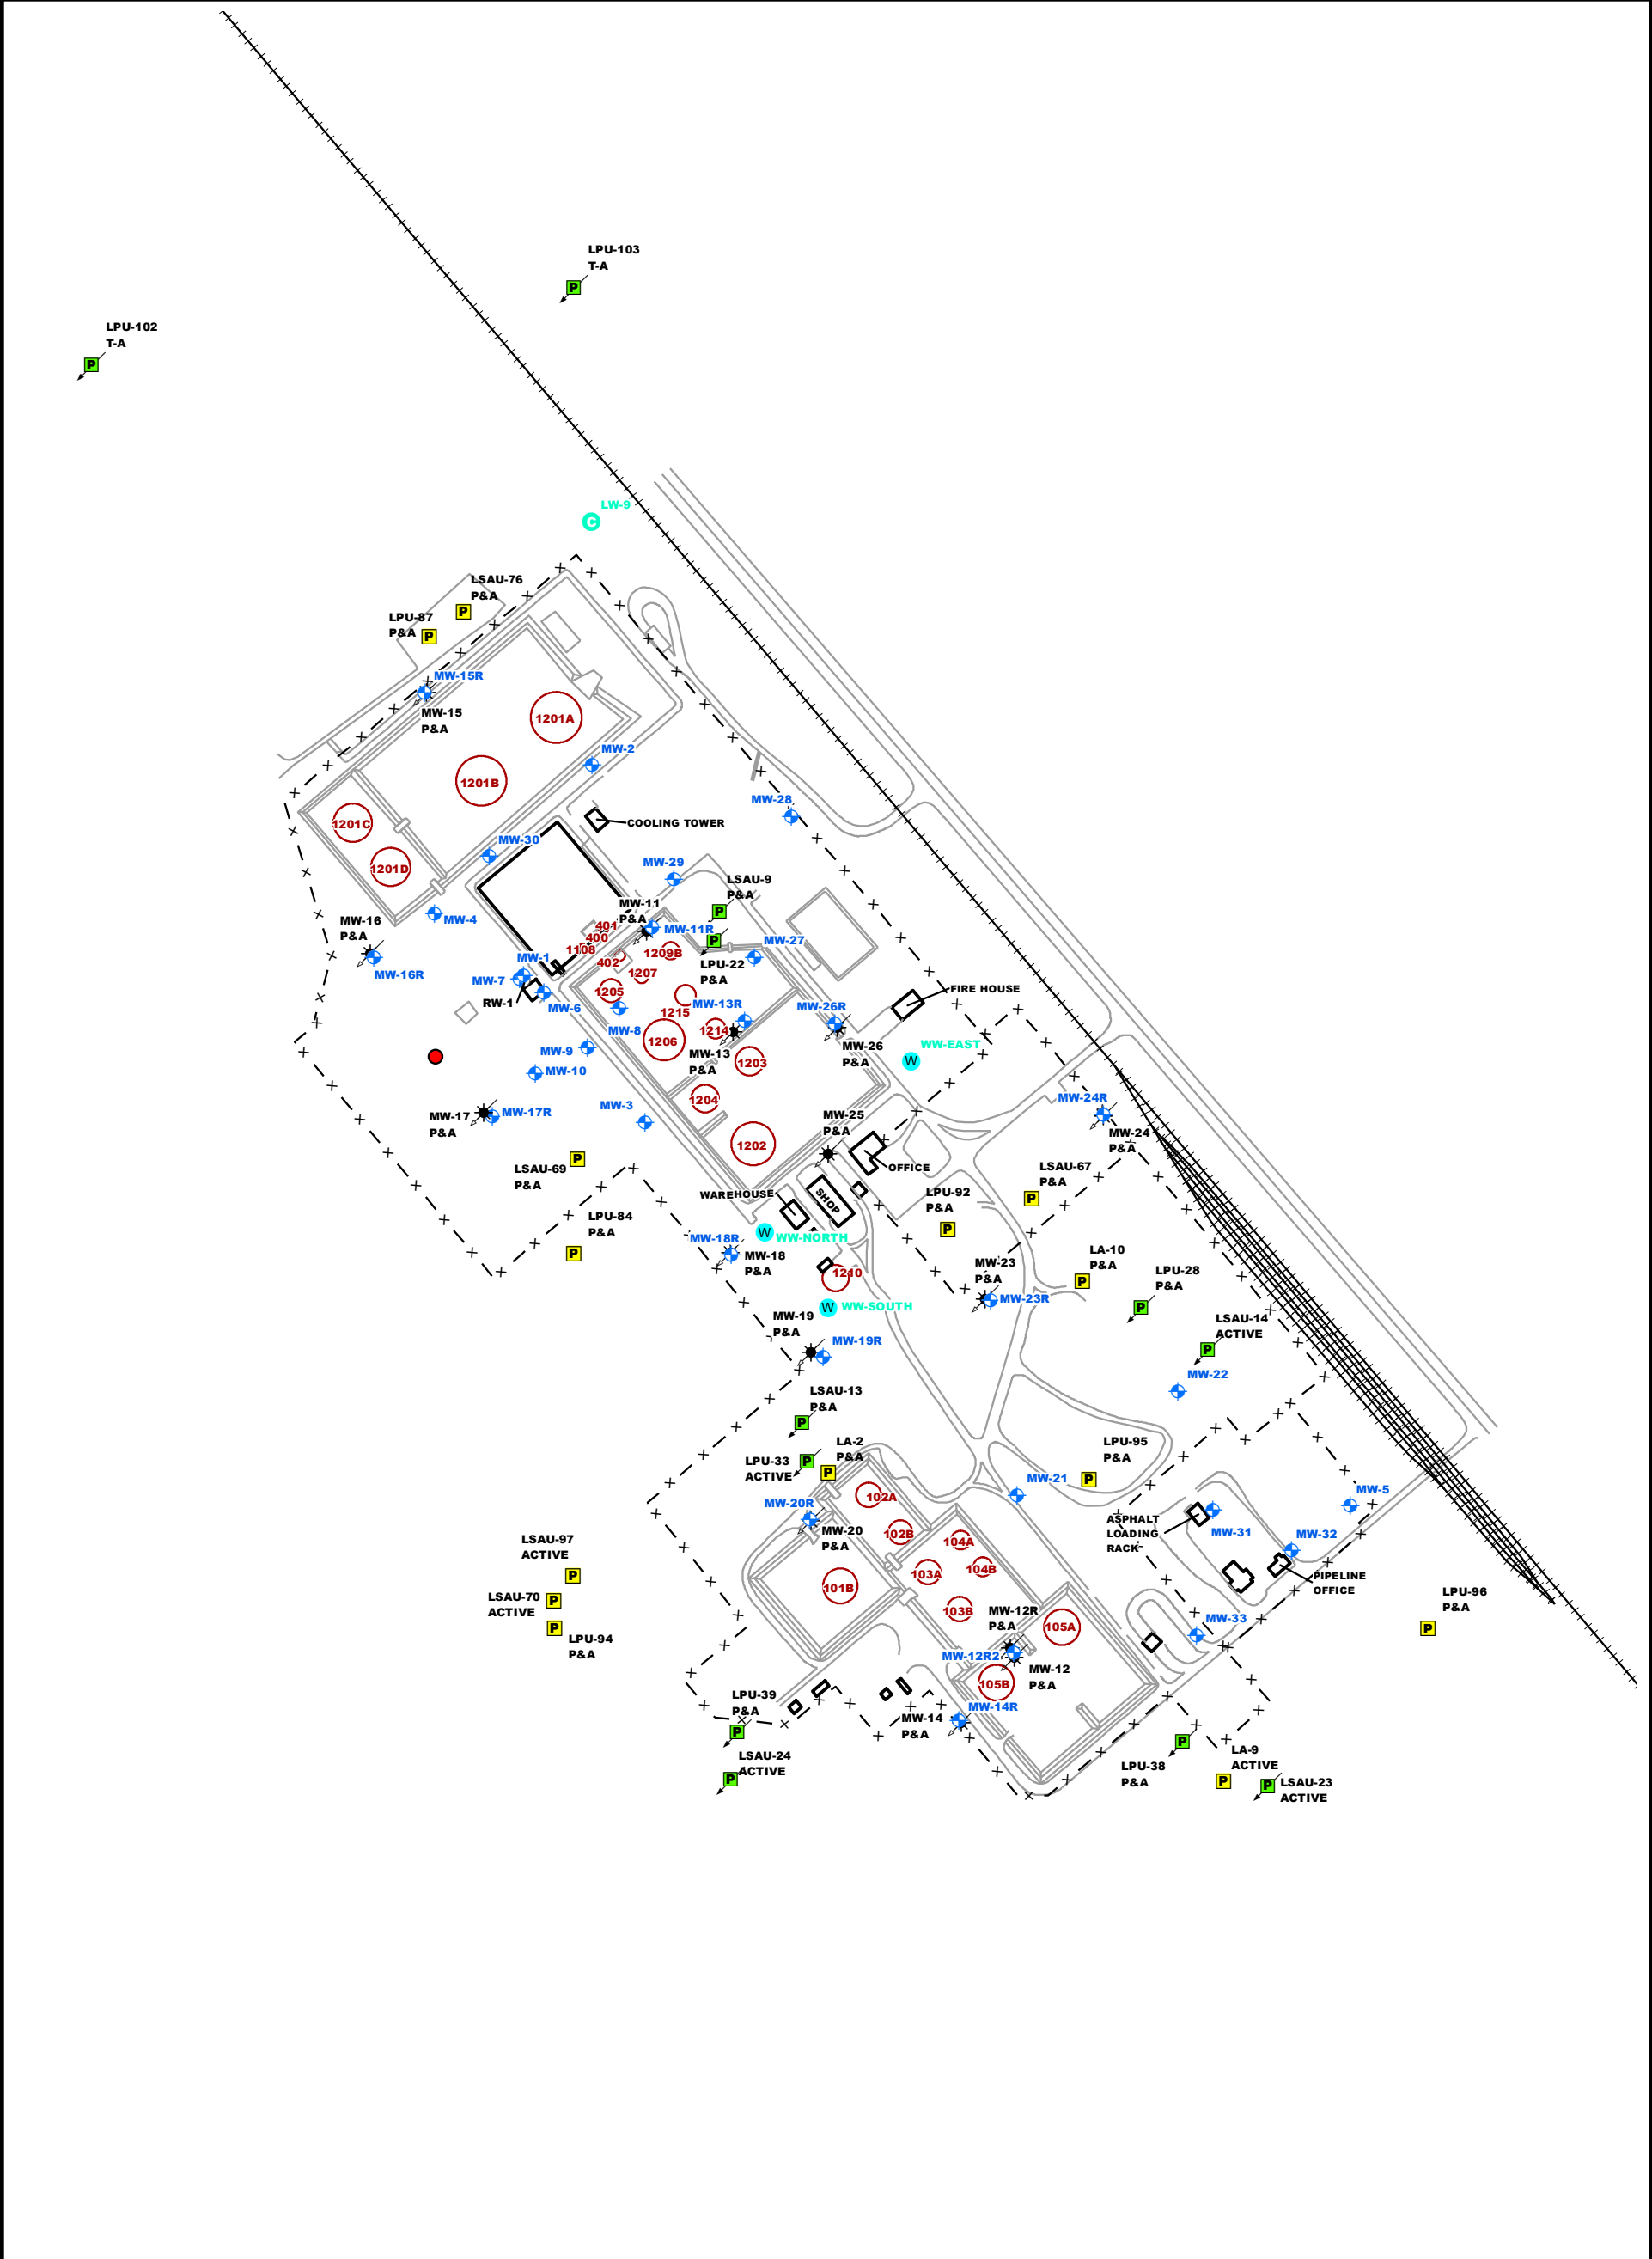 LPU-103
T-A
P
LPU-102
T-A
P
LW-9
C
LSAU-76
P&A
P
LPU-87
P&A
P
MW-15R
MW-15
P&A
1201A
MW-2
1201B
MW-28
1201C
COOLING TOWER
MW-30
1201D
MW-29
LSAU-9
P&A
P
MW-11
P&A
MW-4
MW-16
P&A
401
MW-11R
400
P
MW-27
1108
1209B
MW-1
402
LPU-22
P&A
MW-16R
MW-7
1207
RW-1
MW-6
1205
FIRE HOUSE
MW-13R
MW-26R
1215
MW-8
1214
1206
MW-26
P&A
WW-EAST
W
MW-9
MW-13
P&A
1203
MW-10
MW-24R
1204
MW-3
MW-17
P&A
MW-17R
MW-25
P&A
MW-24
P&A
1202
LSAU-69
P&A
P
OFFICE
LSAU-67
P&A
P
WAREHOUSE
SHOP
LPU-92
P&A
P
LPU-84
P&A
P
W
WW-NORTH
MW-18R
MW-18
P&A
LA-10
P&A
P
MW-23
P&A
1210
LPU-28
P&A
P
MW-23R
W
WW-SOUTH
MW-19
P&A
LSAU-14
ACTIVE
P
MW-19R
MW-22
LSAU-13
P&A
P
LA-2
P&A
P
LPU-33
ACTIVE
P
LPU-95
P&A
P
MW-21
MW-5
102A
MW-20R
ASPHALT
LOADING
RACK
MW-31
MW-20
P&A
102B
MW-32
LSAU-97
ACTIVE
P
104A
103A
104B
PIPELINE
OFFICE
101B
LSAU-70
ACTIVE
P
LPU-96
P&A
P
103B
MW-12R
P&A
105A
MW-33
P
LPU-94
P&A
MW-12R2
MW-12
P&A
105B
LPU-39
P&A
P
MW-14R
MW-14
P&A
P
LPU-38
P&A
LSAU-24
ACTIVE
P
LA-9
ACTIVE
P
P
LSAU-23
ACTIVE